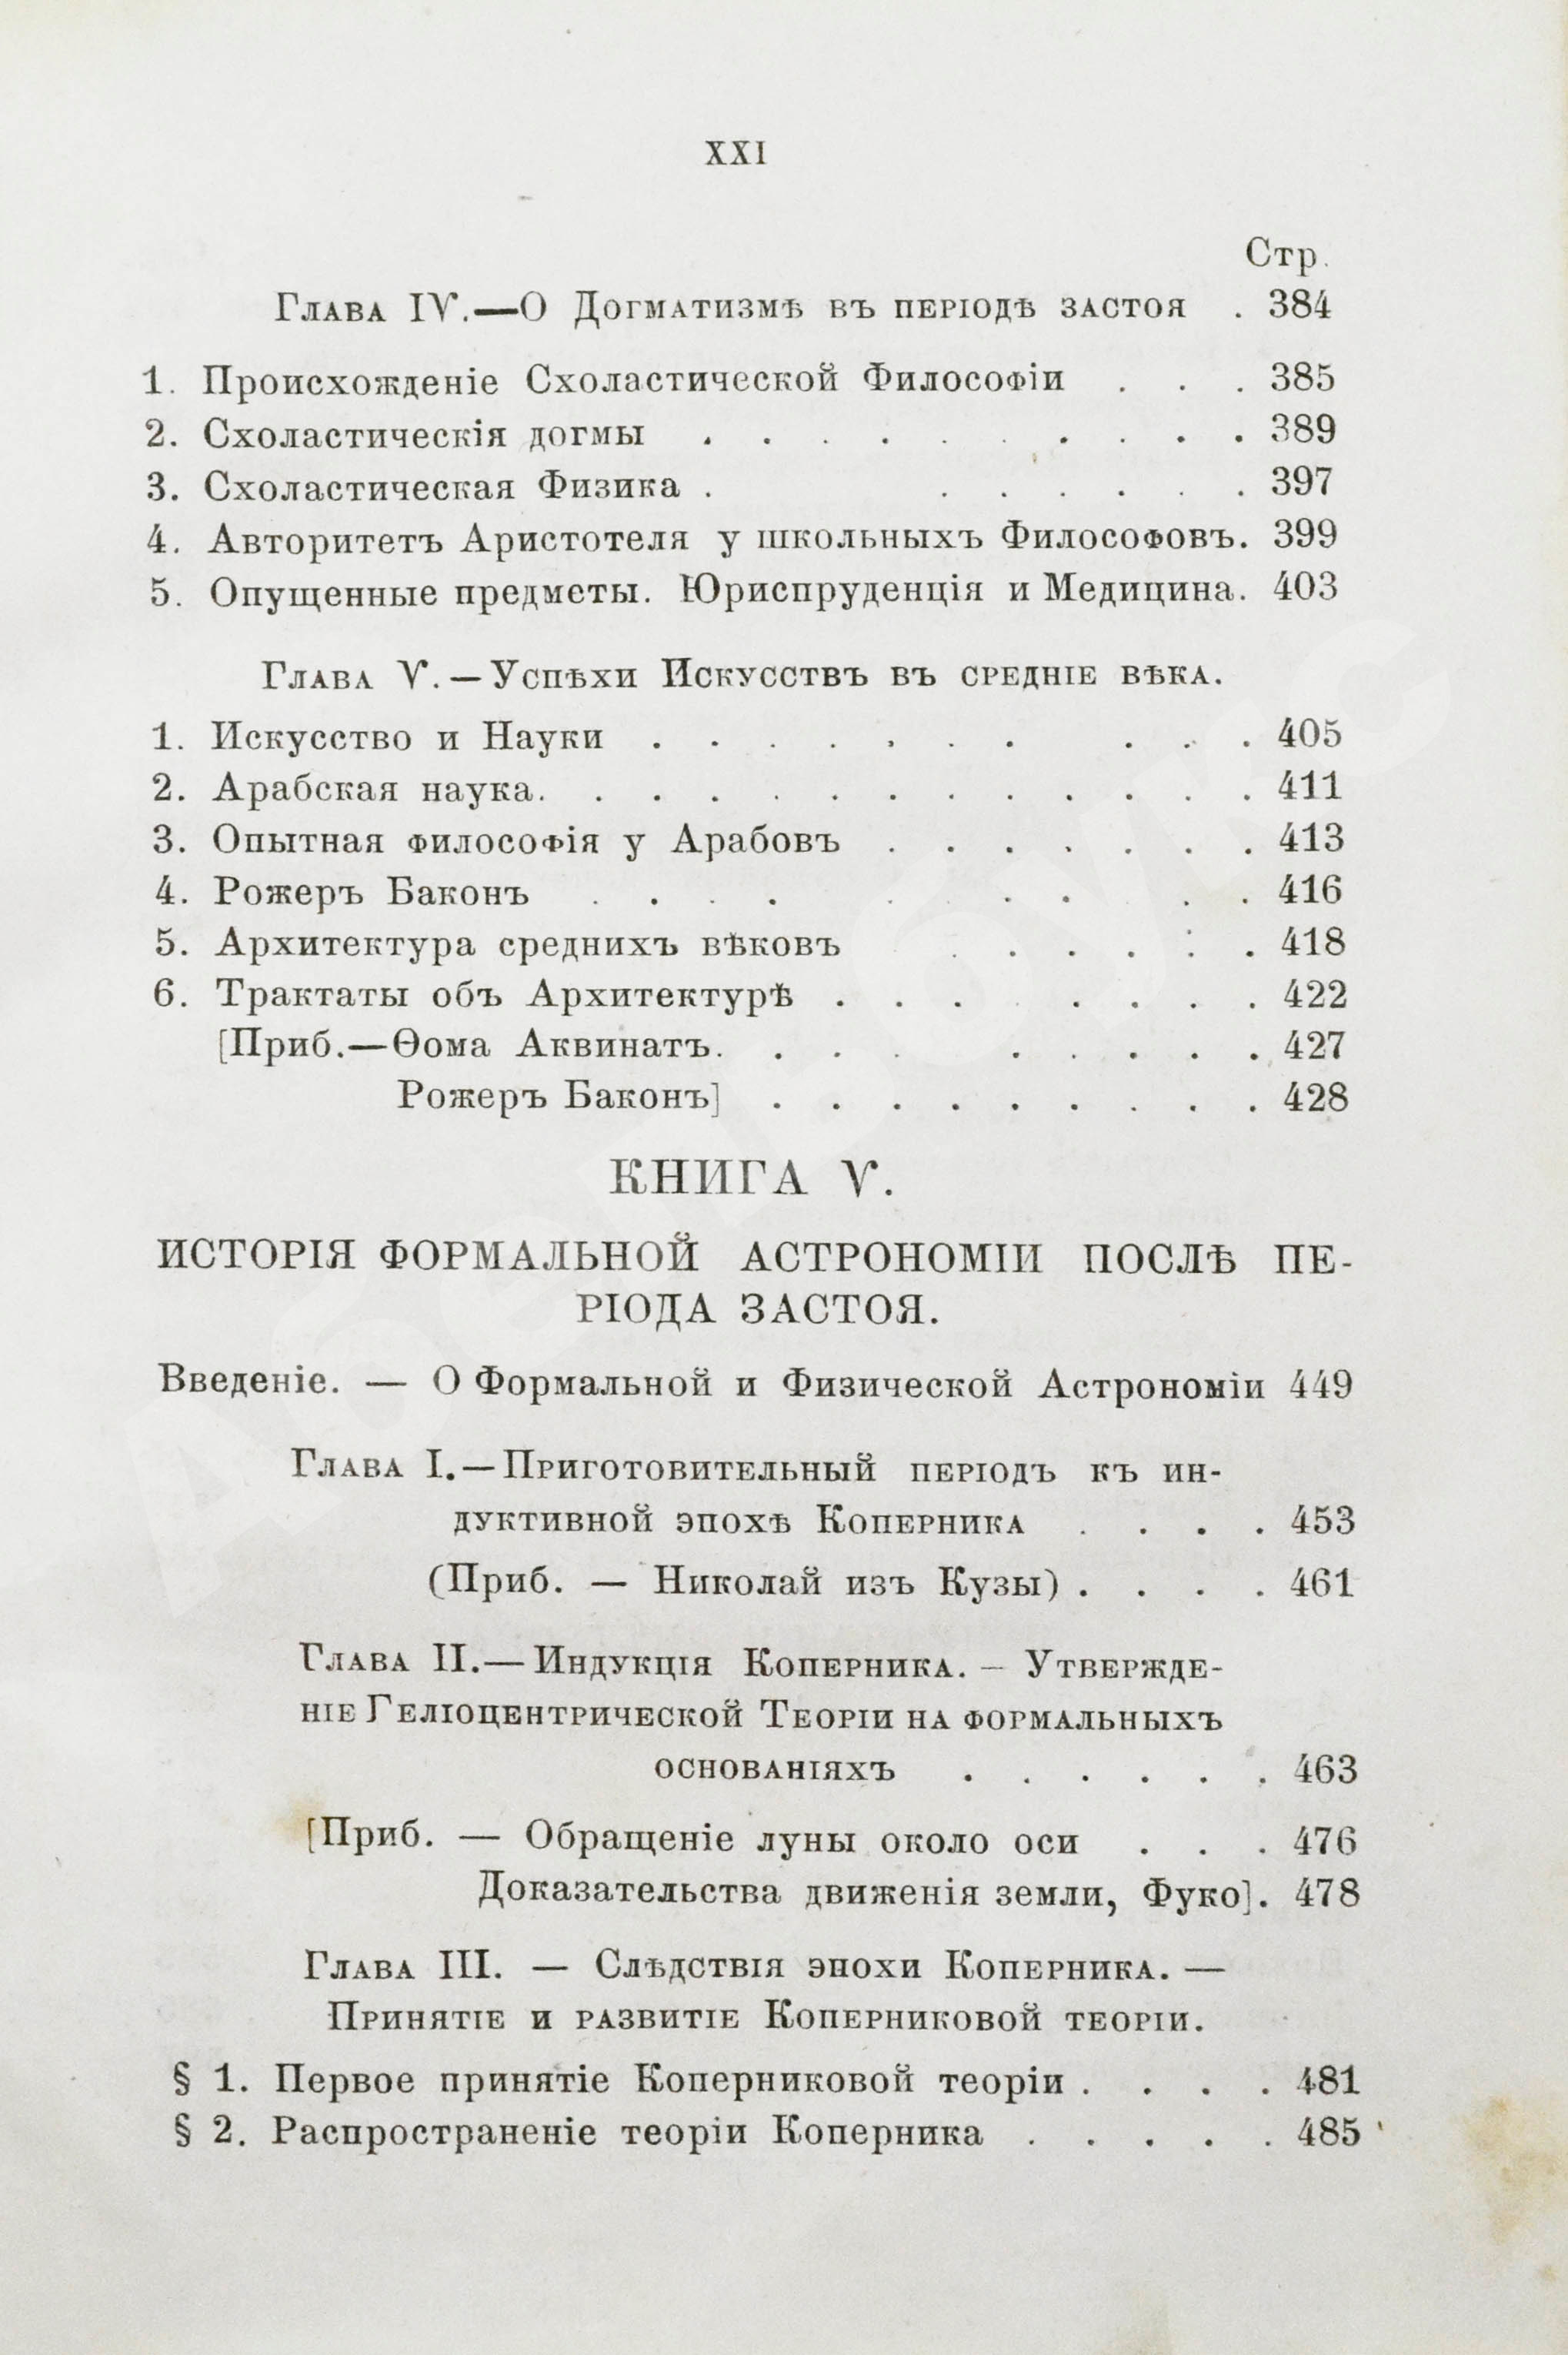 XXI
Стр.
Глава IV.—О Догматизмѣ въ періодѣ застоя . 384
1. Происхожденіе Схоластической Философіи . . . 385
2. Схоластическія догмы . . . . . . . . . . 389
3. Схоластическая Физика . . . . . . . 397
4. Авторитетъ Аристотеля у школьныхъ Философовъ. 399
5. Опущенные предметы. Юриспруденція и Медицина. 403
Глава V.—Успѣхи Искусствъ въ средніе вѣка.
1. Искусство и Науки . . . . . . . . . . 405
2. Арабская наука. . . . . . . . . . . . . 411
3. Опытная философія у Арабовъ . . . . . . . 413
4. Рожеръ Баконъ . . . . . . . . . 416
5. Архитектура среднихъ вѣковъ . . . . . . 418
6. Трактаты объ Архитектурѣ . . . . . . . . 422
[Приб.—Ѳома Аквинатъ. . . . . . . . . 427
Рожеръ Баконъ] . . . . . . . . . 428
КНИГА V.
ИСТОРІЯ ФОРМАЛЬНОЙ АСТРОНОМІИ ПОСЛѢ ПЕ-
РІОДА ЗАСТОЯ.
Введеніе. — О Формальной и Физической Астрономіи 449
Глава I.—Приготовительный періодъ къ ин-
дуктивной эпохѣ Коперника . . . . 453
(Приб. — Николай изъ Кузы) . . . . 461
Глава II.—Индукція Коперника. — Утвержде-
ніе Геліоцентрической Теоріи на формальныхъ
основаніяхъ . . . . . . 463
[Приб. — Обращеніе луны около оси . . . 476
Доказательства движенія земли, Фуко]. 478
Глава III. — Слѣдствія эпохи Коперника. —
Принятіе и развитіе Коперниковой теоріи.
§ 1. Первое принятіе Коперниковой теоріи . . . . 481
§ 2. Распространеніе теоріи Коперника . . . . . 485